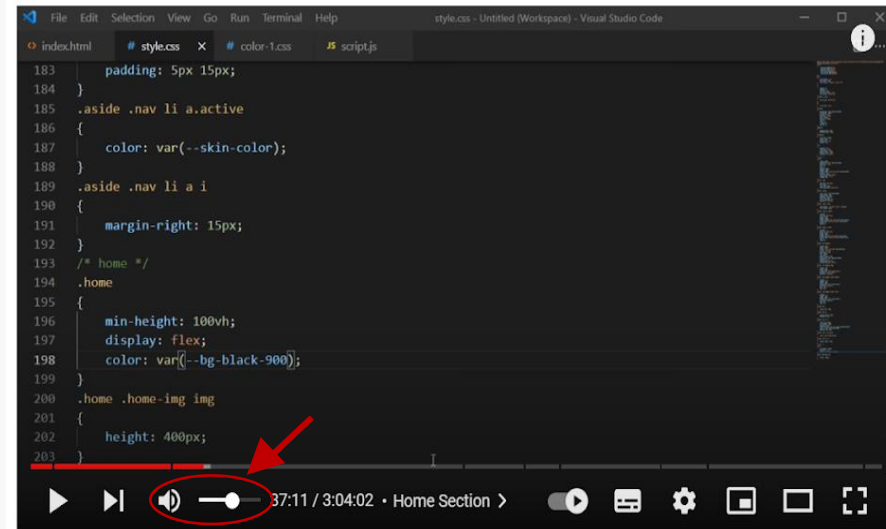 File Edit Selection View Go Run Terminal Help style.css - Untitled (Workspace) - Visual Studio Code
index.html # style.css # color-1.css JS script.js
183 padding: 5px 15px;
184 }
185 .aside .nav li a.active
186 {
187 color: var(--skin-color);
188 }
189 .aside .nav li a i
190 {
191 margin-right: 15px;
192 }
193 /* home */
194 .home
195 {
196 min-height: 100vh;
197 display: flex;
198 color: var(--bg-black-900);
199 }
200 .home .home-img img
201 {
202 height: 400px;
203 }
37:11 / 3:04:02 • Home Section